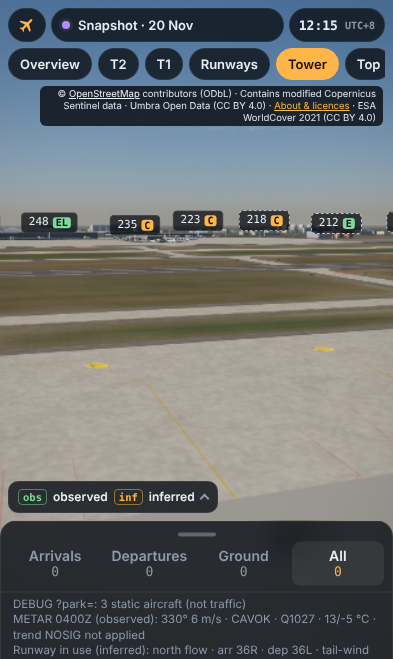 Snapshot · 20 Nov
12:15 UTC+8
Overview T2 T1 Runways Tower Top
© OpenStreetMap contributors (ODbL) · Contains modified Copernicus
Sentinel data · Umbra Open Data (CC BY 4.0) · About & licences · ESA
WorldCover 2021 (CC BY 4.0)
248 EL
235 C
223 C
218 C
212 E
obs observed inf inferred
Arrivals Departures Ground All
0 0 0 0
DEBUG ?park=: 3 static aircraft (not traffic)
METAR 0400Z (observed): 330° 6 m/s · CAVOK · Q1027 · 13/-5 °C ·
trend NOSIG not applied
Runway in use (inferred): north flow · arr 36R · dep 36L · tail-wind